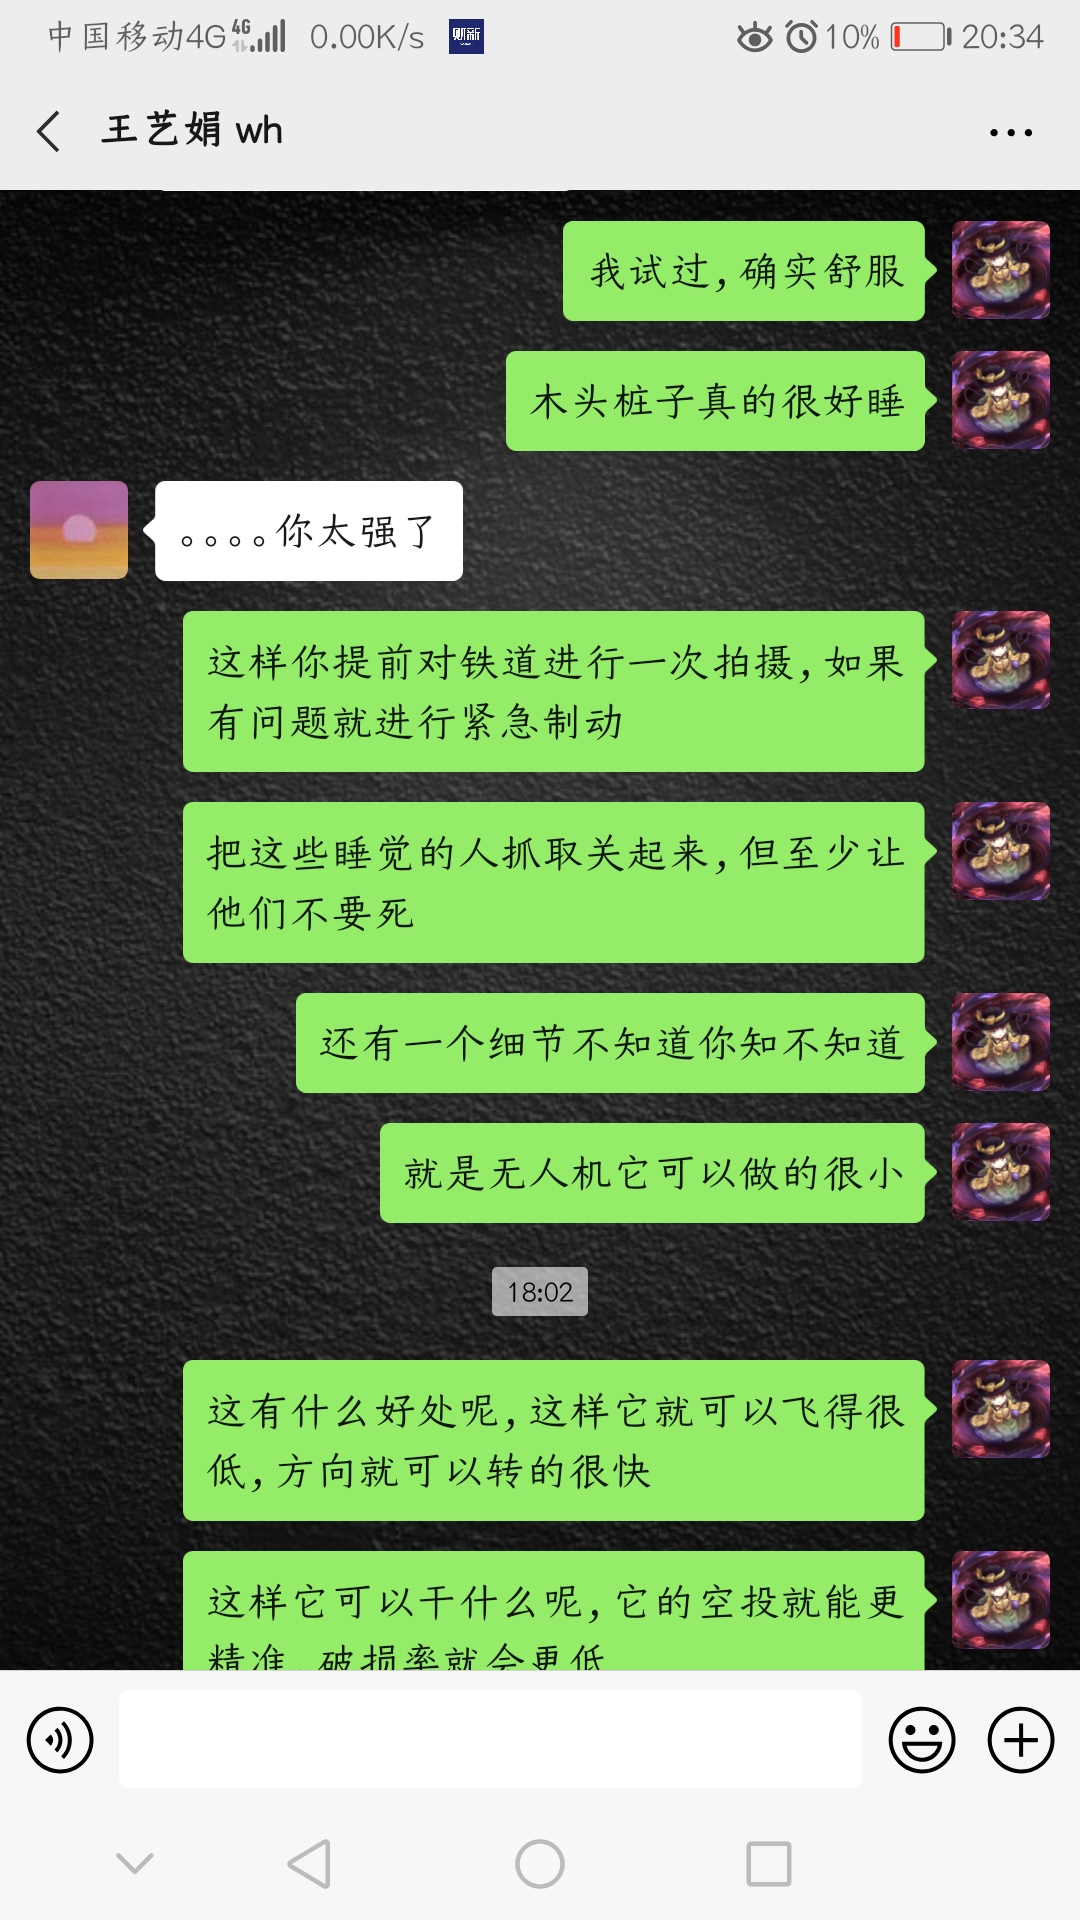 中国移动4G 4G 0.00K/s 财新 10% 20:34
王艺娟 wh
我试过,确实舒服
木头桩子真的很好睡
。。。。你太强了
这样你提前对铁道进行一次拍摄,如果
有问题就进行紧急制动
把这些睡觉的人抓取关起来,但至少让
他们不要死
还有一个细节不知道你知不知道
就是无人机它可以做的很小
18:02
这有什么好处呢,这样它就可以飞得很
低,方向就可以转的很快
这样它可以干什么呢,它的空投就能更
精准,破损率就会更低